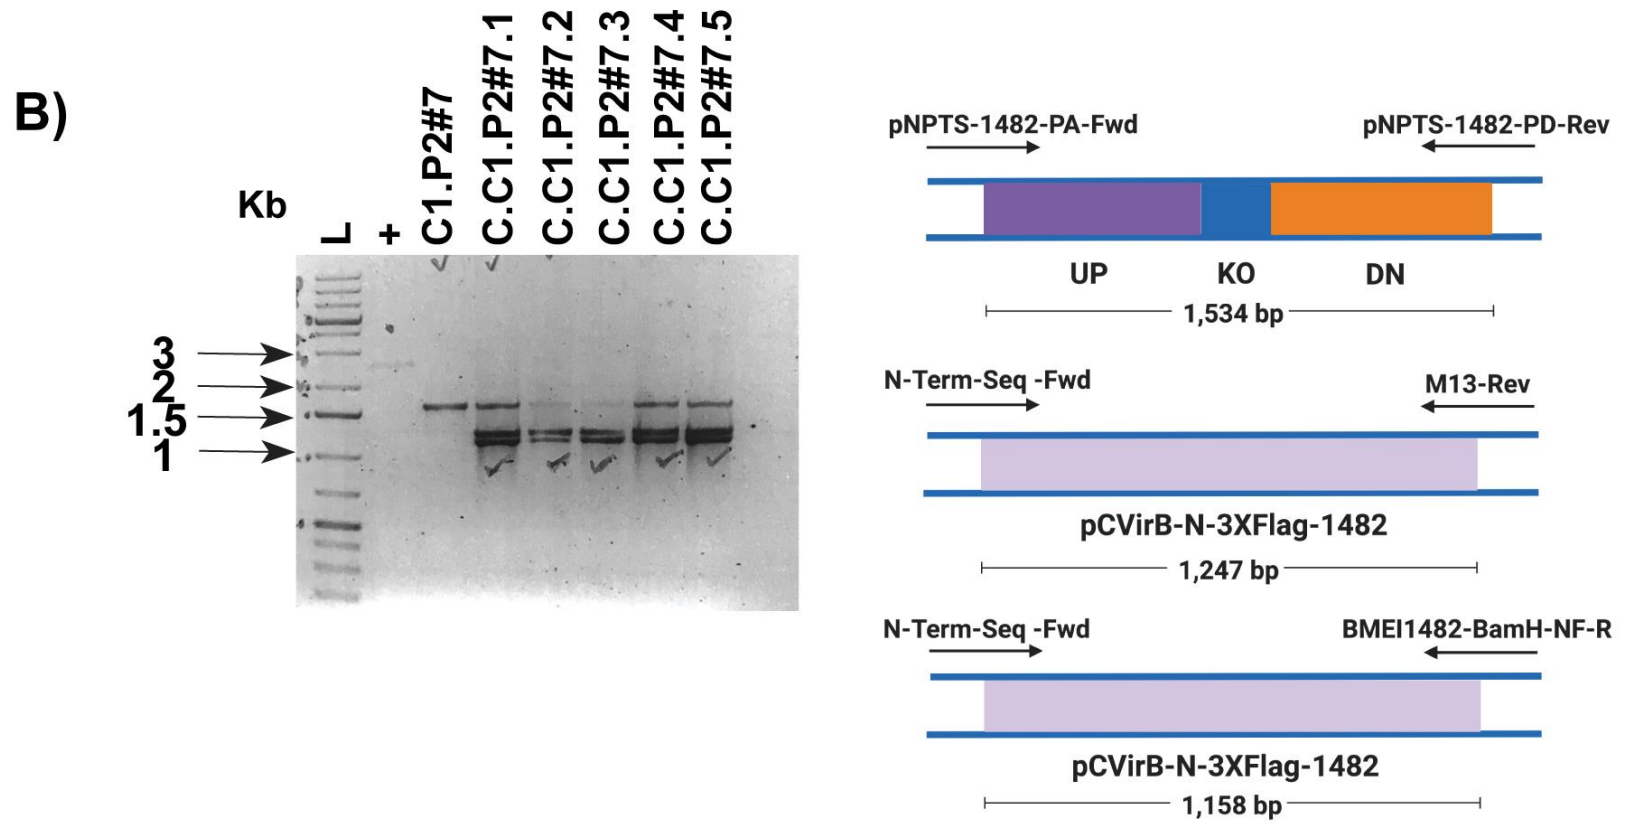 B)
Kb
L
+
C1.P2#7
C.C1.P2#7.1
C.C1.P2#7.2
C.C1.P2#7.3
C.C1.P2#7.4
C.C1.P2#7.5
3
2
1.5
1
pNPTS-1482-PA-Fwd
pNPTS-1482-PD-Rev
UP
KO
DN
1,534 bp
N-Term-Seq -Fwd
M13-Rev
pCVirB-N-3XFlag-1482
1,247 bp
N-Term-Seq -Fwd
BMEI1482-BamH-NF-R
pCVirB-N-3XFlag-1482
1,158 bp